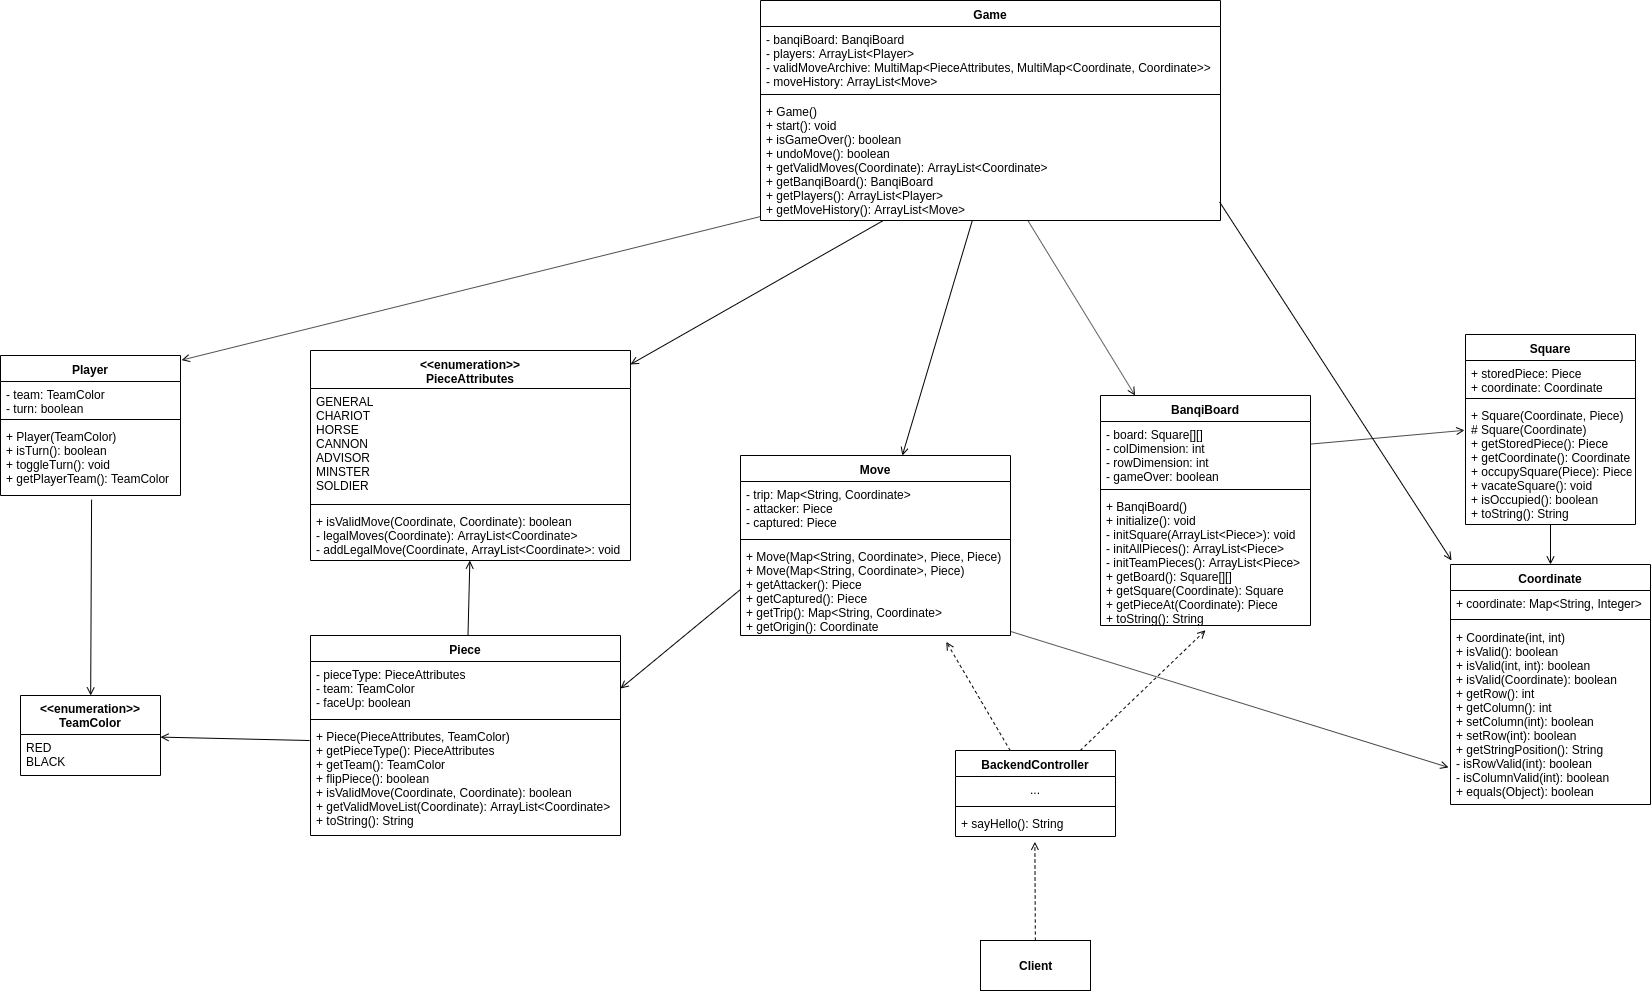 Game
- banqiBoard: BanqiBoard
- players: ArrayList<Player>
- validMoveArchive: MultiMap<PieceAttributes, MultiMap<Coordinate, Coordinate>>
- moveHistory: ArrayList<Move>
+ Game()
+ start(): void
+ isGameOver(): boolean
+ undoMove(): boolean
+ getValidMoves(Coordinate): ArrayList<Coordinate>
+ getBanqiBoard(): BanqiBoard
+ getPlayers(): ArrayList<Player>
+ getMoveHistory(): ArrayList<Move>
Player
- team: TeamColor
- turn: boolean
+ Player(TeamColor)
+ isTurn(): boolean
+ toggleTurn(): void
+ getPlayerTeam(): TeamColor
<<enumeration>>
PieceAttributes
GENERAL
CHARIOT
HORSE
CANNON
ADVISOR
MINSTER
SOLDIER
+ isValidMove(Coordinate, Coordinate): boolean
- legalMoves(Coordinate): ArrayList<Coordinate>
- addLegalMove(Coordinate, ArrayList<Coordinate>: void
Move
- trip: Map<String, Coordinate>
- attacker: Piece
- captured: Piece
+ Move(Map<String, Coordinate>, Piece, Piece)
+ Move(Map<String, Coordinate>, Piece)
+ getAttacker(): Piece
+ getCaptured(): Piece
+ getTrip(): Map<String, Coordinate>
+ getOrigin(): Coordinate
BanqiBoard
- board: Square[][]
- colDimension: int
- rowDimension: int
- gameOver: boolean
+ BanqiBoard()
+ initialize(): void
- initSquare(ArrayList<Piece>): void
- initAllPieces(): ArrayList<Piece>
- initTeamPieces(): ArrayList<Piece>
+ getBoard(): Square[][]
+ getSquare(Coordinate): Square
+ getPieceAt(Coordinate): Piece
+ toString(): String
Square
+ storedPiece: Piece
+ coordinate: Coordinate
+ Square(Coordinate, Piece)
# Square(Coordinate)
+ getStoredPiece(): Piece
+ getCoordinate(): Coordinate
+ occupySquare(Piece): Piece
+ vacateSquare(): void
+ isOccupied(): boolean
+ toString(): String
Coordinate
+ coordinate: Map<String, Integer>
+ Coordinate(int, int)
+ isValid(): boolean
+ isValid(int, int): boolean
+ isValid(Coordinate): boolean
+ getRow(): int
+ getColumn(): int
+ setColumn(int): boolean
+ setRow(int): boolean
+ getStringPosition(): String
- isRowValid(int): boolean
- isColumnValid(int): boolean
+ equals(Object): boolean
<<enumeration>>
TeamColor
RED
BLACK
Piece
- pieceType: PieceAttributes
- team: TeamColor
- faceUp: boolean
+ Piece(PieceAttributes, TeamColor)
+ getPieceType(): PieceAttributes
+ getTeam(): TeamColor
+ flipPiece(): boolean
+ isValidMove(Coordinate, Coordinate): boolean
+ getValidMoveList(Coordinate): ArrayList<Coordinate>
+ toString(): String
BackendController
...
+ sayHello(): String
Client